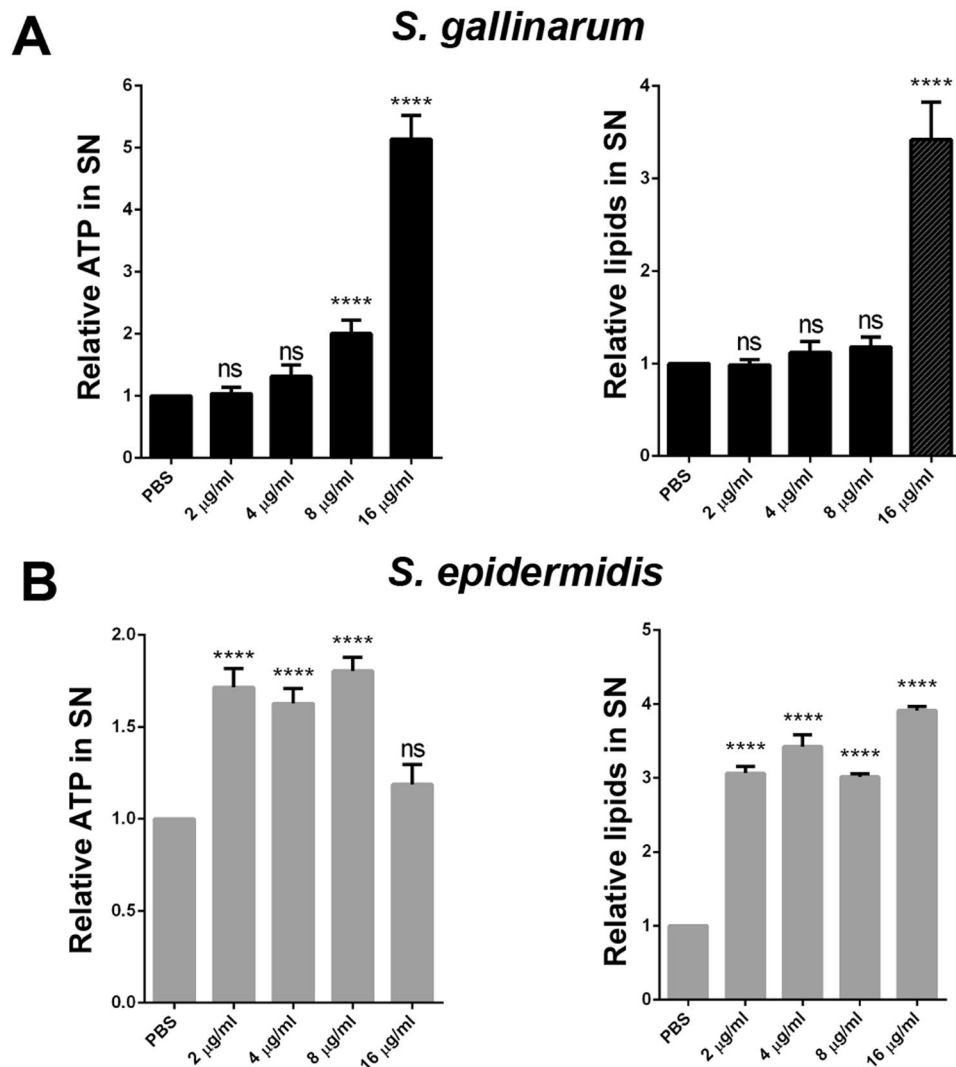 A
S. gallinarum
Relative ATP in SN
6
5
4
3
2
1
0
ns
ns
****
****
PBS
2 µg/ml
4 µg/ml
8 µg/ml
16 µg/ml
Relative lipids in SN
4
3
2
1
0
ns
ns
ns
****
PBS
2 µg/ml
4 µg/ml
8 µg/ml
16 µg/ml
B
S. epidermidis
Relative ATP in SN
2.0
1.5
1.0
0.5
0.0
****
****
****
ns
PBS
2 µg/ml
4 µg/ml
8 µg/ml
16 µg/ml
Relative lipids in SN
5
4
3
2
1
0
****
****
****
****
PBS
2 µg/ml
4 µg/ml
8 µg/ml
16 µg/ml